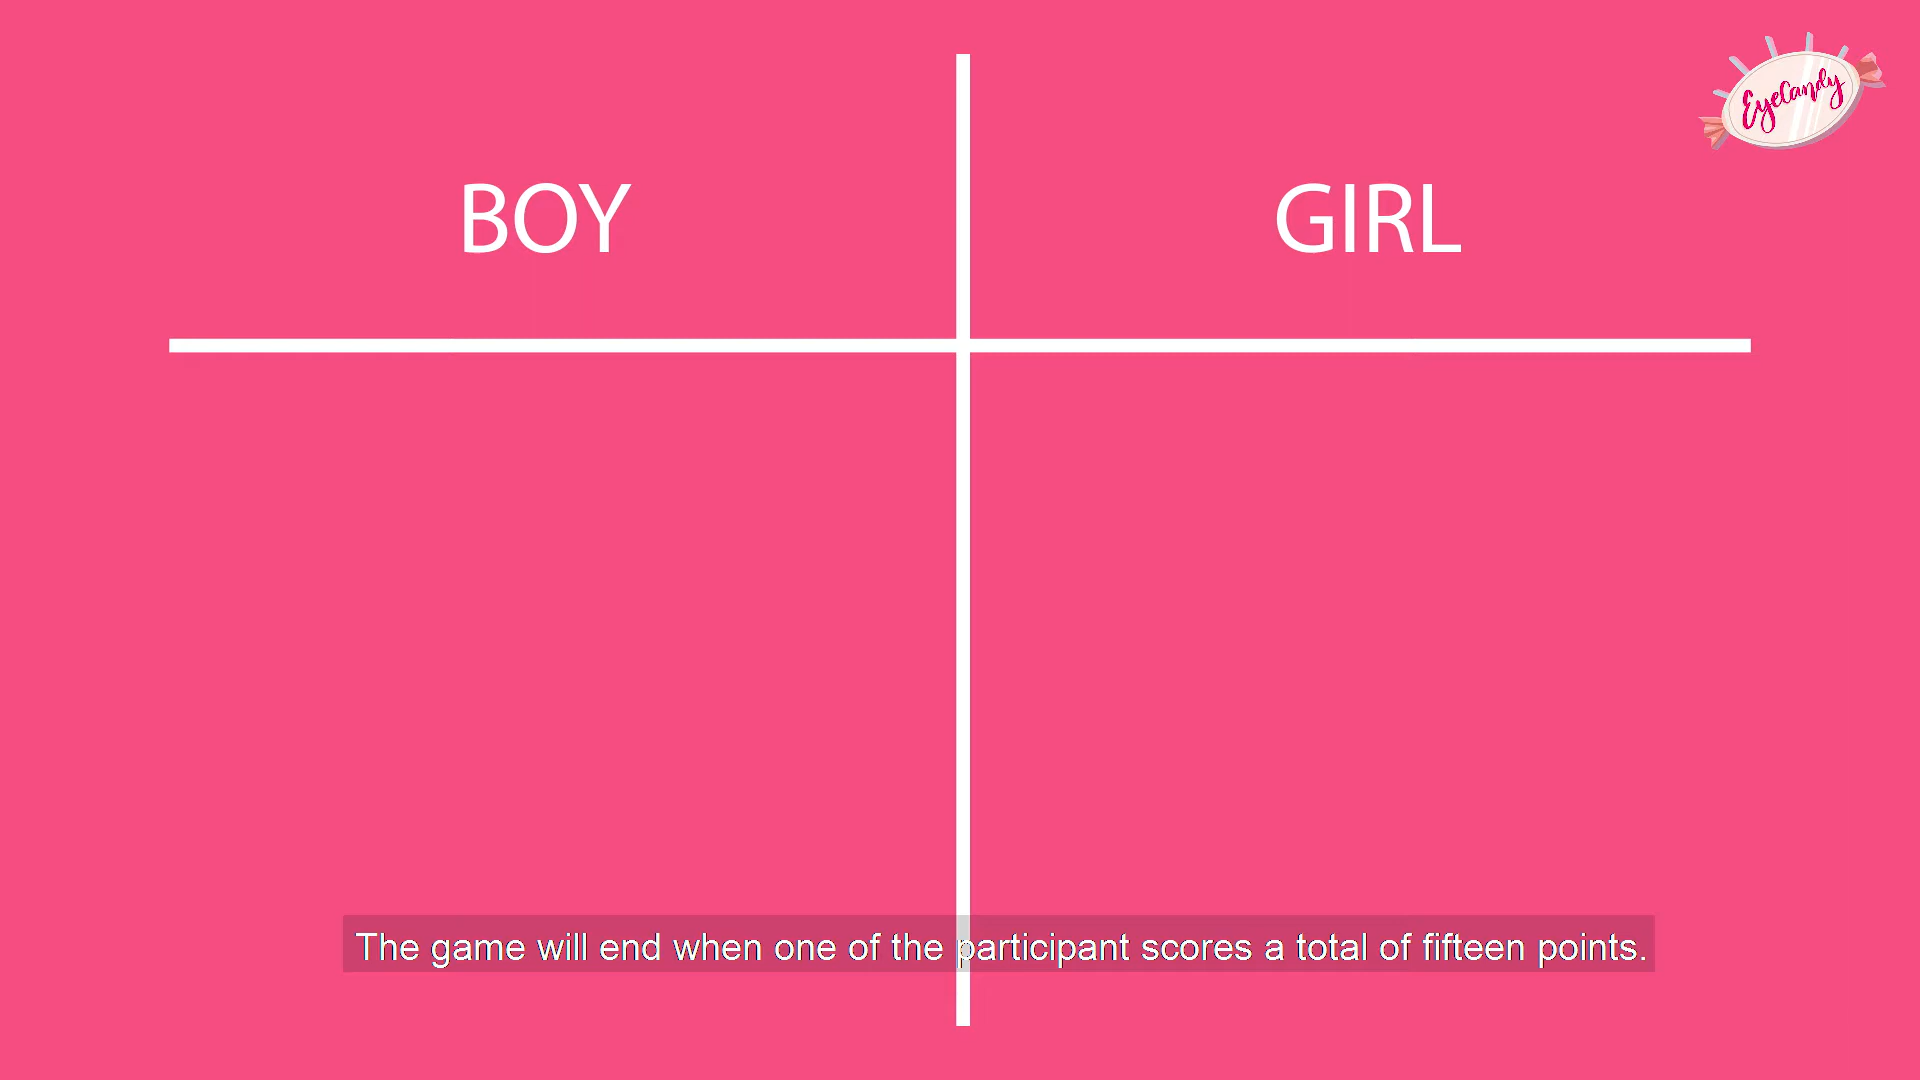 EyeCandy
BOY
GIRL
The game will end when one of the participant scores a total of fifteen points.